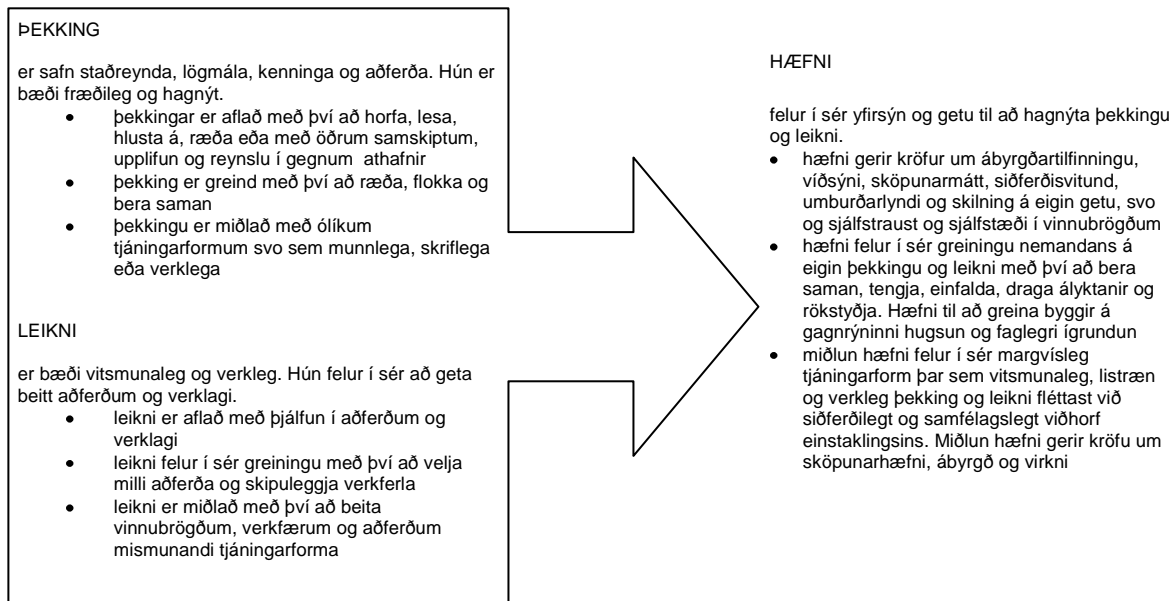 ÞEKKING
er safn staðreynda, lögmála, kenninga og aðferða. Hún er
bæði fræðileg og hagnýt.
• þekkingar er aflað með því að horfa, lesa,
hlusta á, ræða eða með öðrum samskiptum,
upplifun og reynslu í gegnum athafnir
• þekking er greind með því að ræða, flokka og
bera saman
• þekkingu er miðlað með ólíkum
tjáningarformum svo sem munnlega, skriflega
eða verklega
LEIKNI
er bæði vitsmunaleg og verkleg. Hún felur í sér að geta
beitt aðferðum og verklagi.
• leikni er aflað með þjálfun í aðferðum og
verklagi
• leikni felur í sér greiningu með því að velja
milli aðferða og skipuleggja verkferla
• leikni er miðlað með því að beita
vinnubrögðum, verkfærum og aðferðum
mismunandi tjáningarforma
HÆFNI
felur í sér yfirsýn og getu til að hagnýta þekkingu
og leikni.
• hæfni gerir kröfur um ábyrgðartilfinningu,
víðsýni, sköpunarmátt, siðferðisvitund,
umburðarlyndi og skilning á eigin getu, svo
og sjálfstraust og sjálfstæði í vinnubrögðum
• hæfni felur í sér greiningu nemandans á
eigin þekkingu og leikni með því að bera
saman, tengja, einfalda, draga ályktanir og
rökstyðja. Hæfni til að greina byggir á
gagnrýninni hugsun og faglegri ígrundun
• miðlun hæfni felur í sér margvísleg
tjáningarform þar sem vitsmunaleg, listræn
og verkleg þekking og leikni fléttast við
siðferðilegt og samfélagslegt viðhorf
einstaklingsins. Miðlun hæfni gerir kröfu um
sköpunarhæfni, ábyrgð og virkni